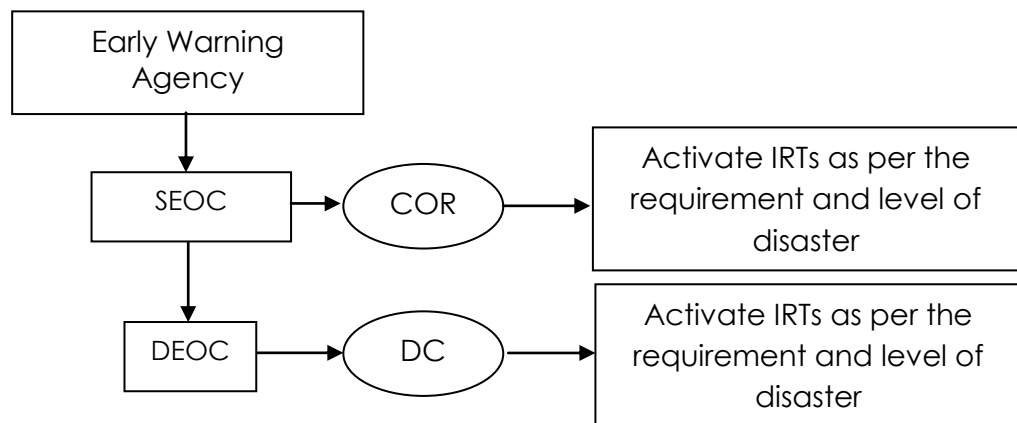 Early Warning
Agency
SEOC
COR
Activate IRTs as per the
requirement and level of
disaster
DEOC
DC
Activate IRTs as per the
requirement and level of
disaster